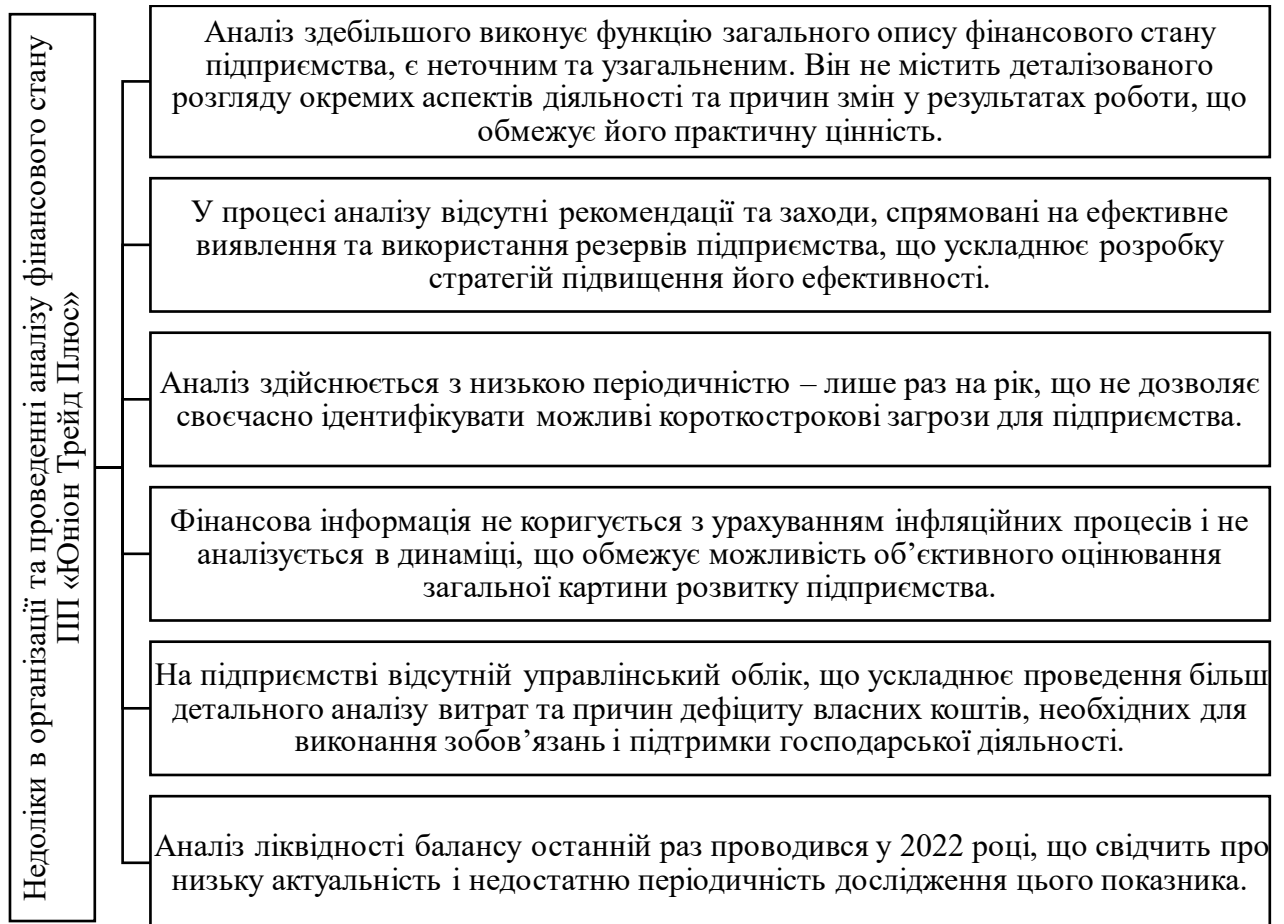 Недоліки в організації та проведенні аналізу фінансового стану
ПП «Юніон Трейд Плюс»
Аналіз здебільшого виконує функцію загального опису фінансового стану
підприємства, є неточним та узагальненим. Він не містить деталізованого
розгляду окремих аспектів діяльності та причин змін у результатах роботи, що
обмежує його практичну цінність.
У процесі аналізу відсутні рекомендації та заходи, спрямовані на ефективне
виявлення та використання резервів підприємства, що ускладнює розробку
стратегій підвищення його ефективності.
Аналіз здійснюється з низькою періодичністю – лише раз на рік, що не дозволяє
своєчасно ідентифікувати можливі короткострокові загрози для підприємства.
Фінансова інформація не коригується з урахуванням інфляційних процесів і не
аналізується в динаміці, що обмежує можливість об’єктивного оцінювання
загальної картини розвитку підприємства.
На підприємстві відсутній управлінський облік, що ускладнює проведення більш
детального аналізу витрат та причин дефіциту власних коштів, необхідних для
виконання зобов’язань і підтримки господарської діяльності.
Аналіз ліквідності балансу останній раз проводився у 2022 році, що свідчить про
низьку актуальність і недостатню періодичність дослідження цього показника.